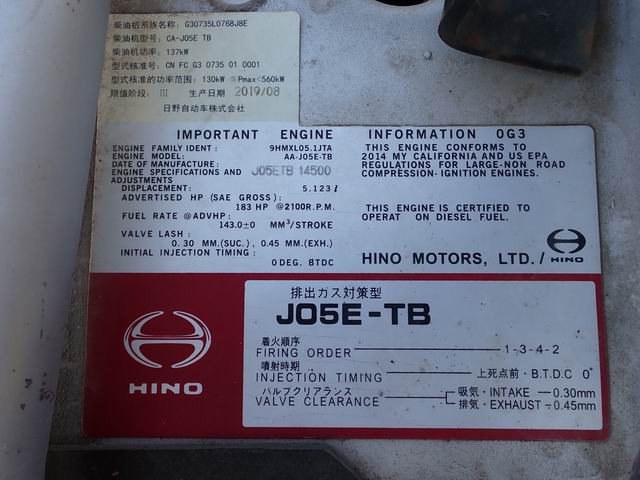 柴油机系族名称: G30735L0768J8E
柴油机型号: CA-J05E TB
柴油机功率: 137kW
型式核准号: CN FC G3 0735 01 0001
型式核准的功率范围: 130kW ≤Pmax<560kW
限值阶段: III 生产日期 2019/08
日野自动车株式会社
IMPORTANT ENGINE INFORMATION 0G3
ENGINE FAMILY IDENT: 9HMXL05.1JTA
ENGINE MODEL: AA-J05E-TB
DATE OF MANUFACTURE:
ENGINE SPECIFICATIONS AND ADJUSTMENTS J05ETB 14500
DISPLACEMENT: 5.123ℓ
ADVERTISED HP (SAE GROSS):
183 HP @2100R.P.M.
FUEL RATE @ADVHP:
143.0±0 MM³/STROKE
VALVE LASH :
0.30 MM.(SUC.), 0.45 MM.(EXH.)
INITIAL INJECTION TIMING :
0DEG. BTDC
THIS ENGINE CONFORMS TO
2014 MY CALIFORNIA AND US EPA
REGULATIONS FOR LARGE-NON ROAD
COMPRESSION-IGNITION ENGINES.
THIS ENGINE IS CERTIFIED TO
OPERAT ON DIESEL FUEL.
HINO MOTORS, LTD./ HINO
HINO
排出ガス対策型
J05E-TB
着火順序
FIRING ORDER 1-3-4-2
噴射時期
INJECTION TIMING 上死点前・B.T.D.C 0°
バルブクリアランス
VALVE CLEARANCE
吸気・INTAKE —0.30mm
排気・EXHAUST -0.45mm